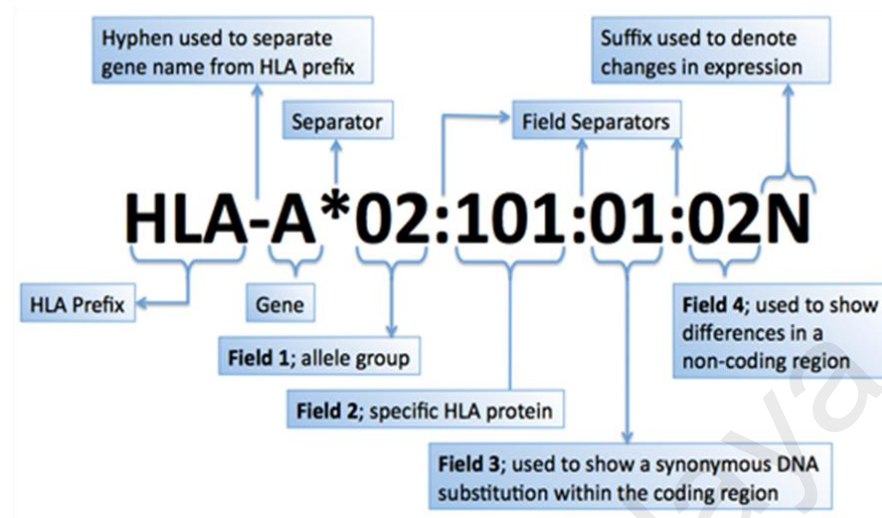 Hyphen used to separate
gene name from HLA prefix
Suffix used to denote
changes in expression
Separator
Field Separators
HLA-A*02:101:01:02N
HLA Prefix
Gene
Field 4; used to show
differences in a
non-coding region
Field 1; allele group
Field 2; specific HLA protein
Field 3; used to show a synonymous DNA
substitution within the coding region
laya